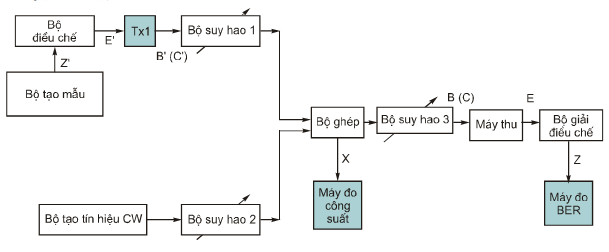 Bộ
điều chế
E'
Tx1
B' (C')
Bộ suy hao 1
Z'
Bộ tạo mẫu
Bộ ghép
Bộ suy hao 3
B (C)
Máy thu
E
Bộ giải
điều chế
X
Z
Máy đo
công
suất
Máy đo
BER
Bộ tạo tín hiệu CW
Bộ suy hao 2